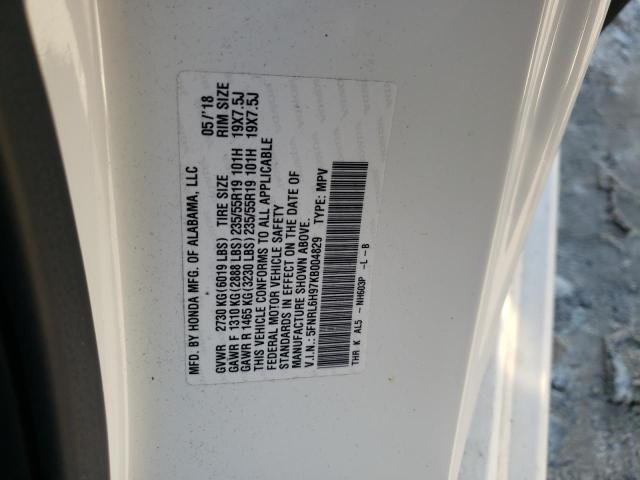 MFD. BY HONDA MFG. OF ALABAMA, LLC 05/'18
GVWR 2730 KG(6019 LBS) TIRE SIZE RIM SIZE
GAWR F 1310 KG(2888 LBS) 235/55R19 101H 19X7.5J
GAWR R 1465 KG(3230 LBS) 235/55R19 101H 19X7.5J
THIS VEHICLE CONFORMS TO ALL APPLICABLE
FEDERAL MOTOR VEHICLE SAFETY
STANDARDS IN EFFECT ON THE DATE OF
MANUFACTURE SHOWN ABOVE.
V.I.N.: 5FNRL6H97KB004829 TYPE: MPV
THR K AL5 - NH603P -L-B